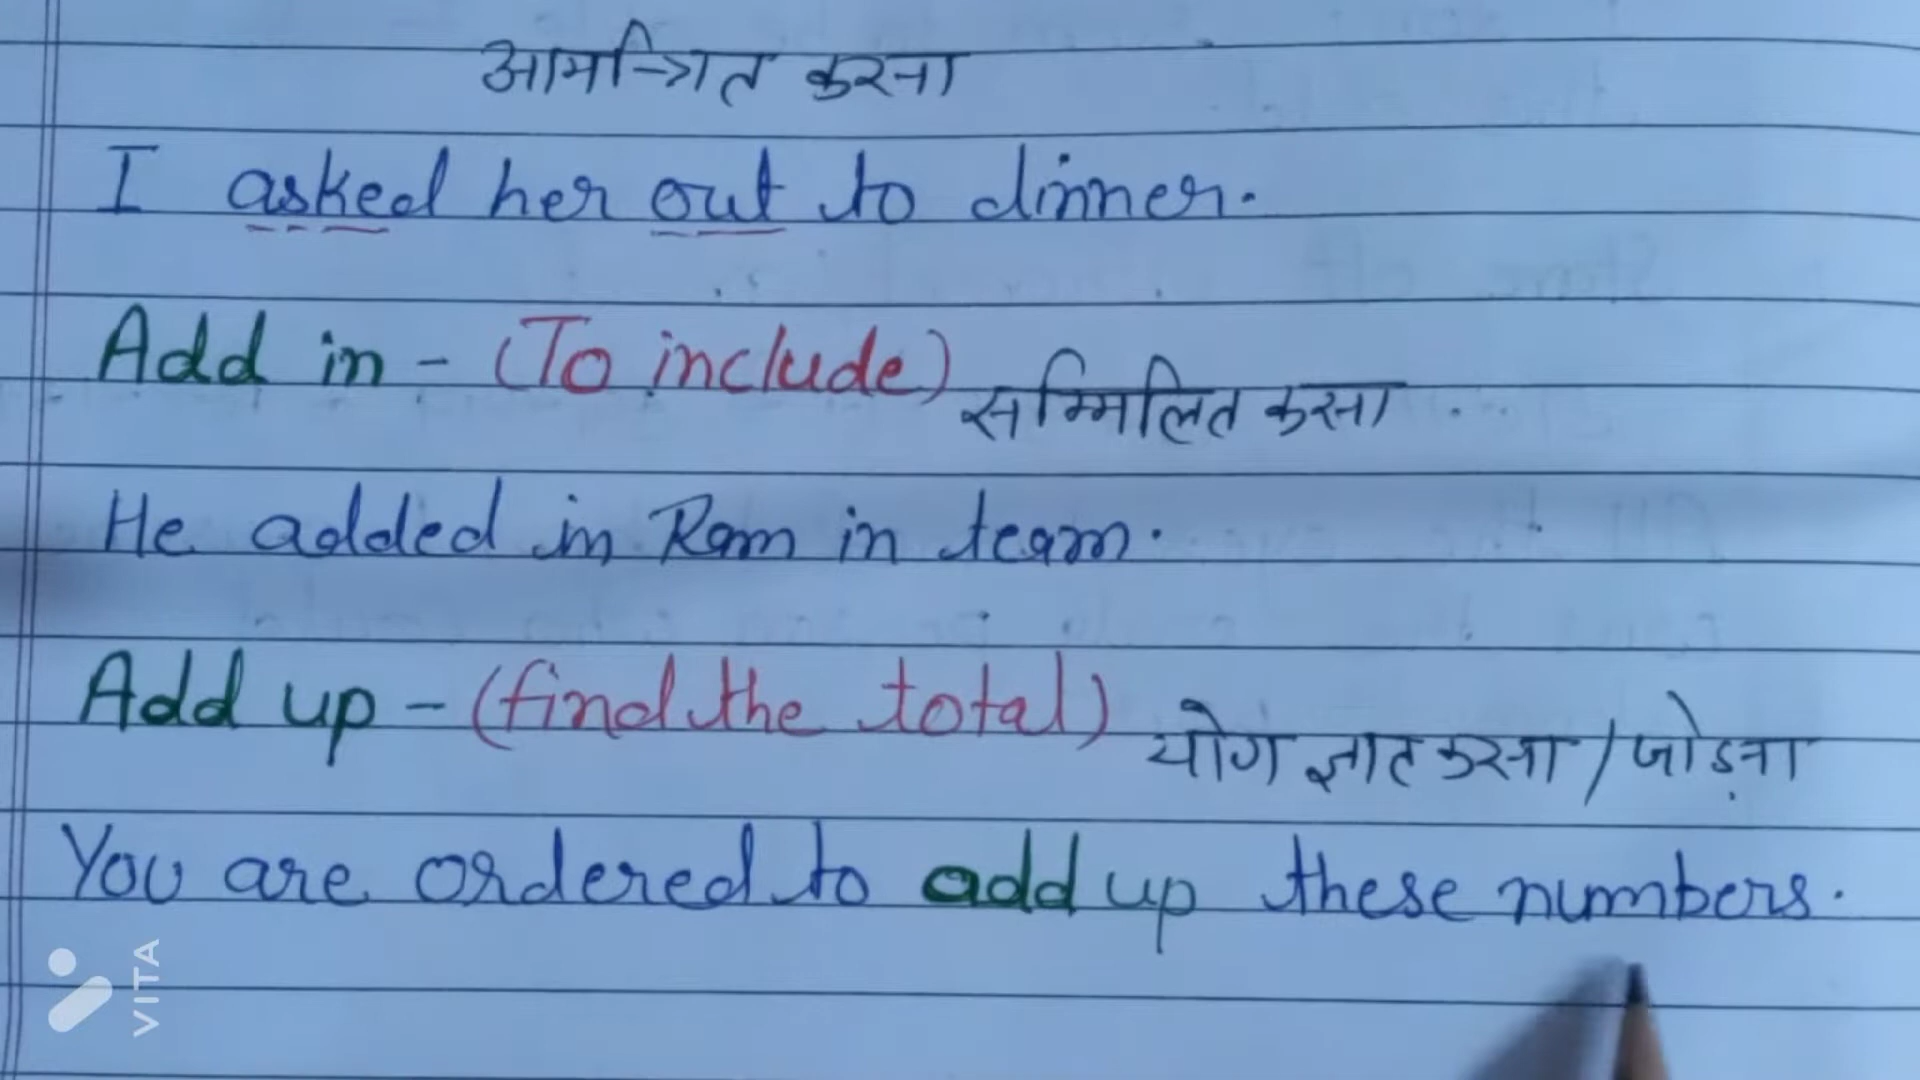 आमन्त्रित करना
I asked her out to dinner.
Add in - (To include) सम्मिलित करना
He added in Ram in team.
Add up - (find the total) योग ज्ञात करना / जोड़ना
You are ordered to add up these numbers.
VITA